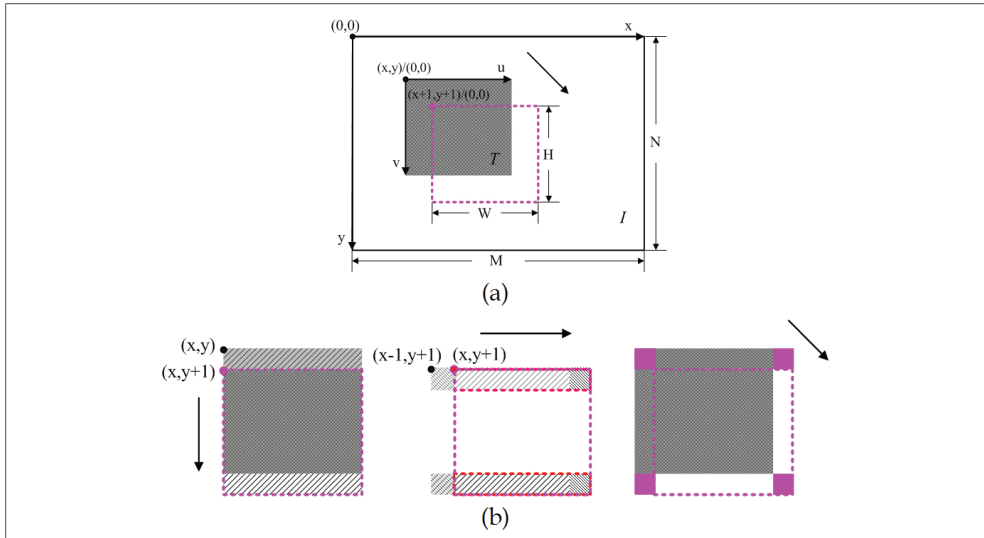 (0,0)
x
(x,y)/(0,0)
u
(x+1,y+1)/(0,0)
N
H
T
v
W
I
y
M
(a)
(x,y)
(x-1,y+1)
(x,y+1)
(x,y+1)
(b)